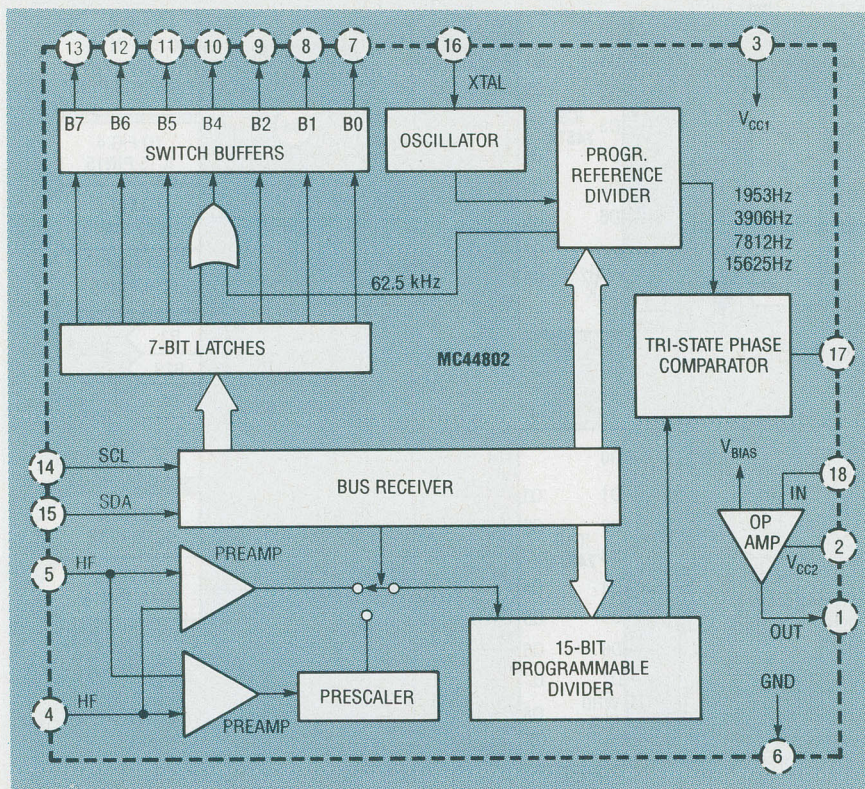 13 12 11 10 9 8 7 16 3
XTAL
V_CC1
B7 B6 B5 B4 B2 B1 B0
SWITCH BUFFERS
OSCILLATOR
PROGR.
REFERENCE
DIVIDER
1953Hz
3906Hz
7812Hz
15625Hz
62.5 kHz
7-BIT LATCHES
MC44802
TRI-STATE PHASE
COMPARATOR
17
14 SCL
BUS RECEIVER
15 SDA
V_BIAS
18
IN
OP
AMP
2
V_CC2
1
OUT
5 HF
PREAMP
15-BIT
PROGRAMMABLE
DIVIDER
PRESCALER
4 HF
PREAMP
GND
6